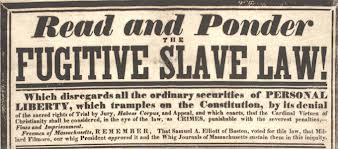 Read and Ponder
THE
FUGITIVE SLAVE LAW!
Which disregards all the ordinary securities of PERSONAL
LIBERTY, which tramples on the Constitution, by its denial
of the sacred rights of Trial by Jury, Habeas Corpus, and Appeal, and which enacts, that the Cardinal Virtues of
Christianity shall be considered, in the eye of the law, as CRIMES, punishable with the severest penalties,—
Fines and Imprisonment.
Freemen of Massachusetts, REMEMBER, That Samuel A. Elliott of Boston, voted for this law, that Mil-
lard Filmore, our whig President approved it and the Whig Journals of Massachusetts sustain them in this iniquity.